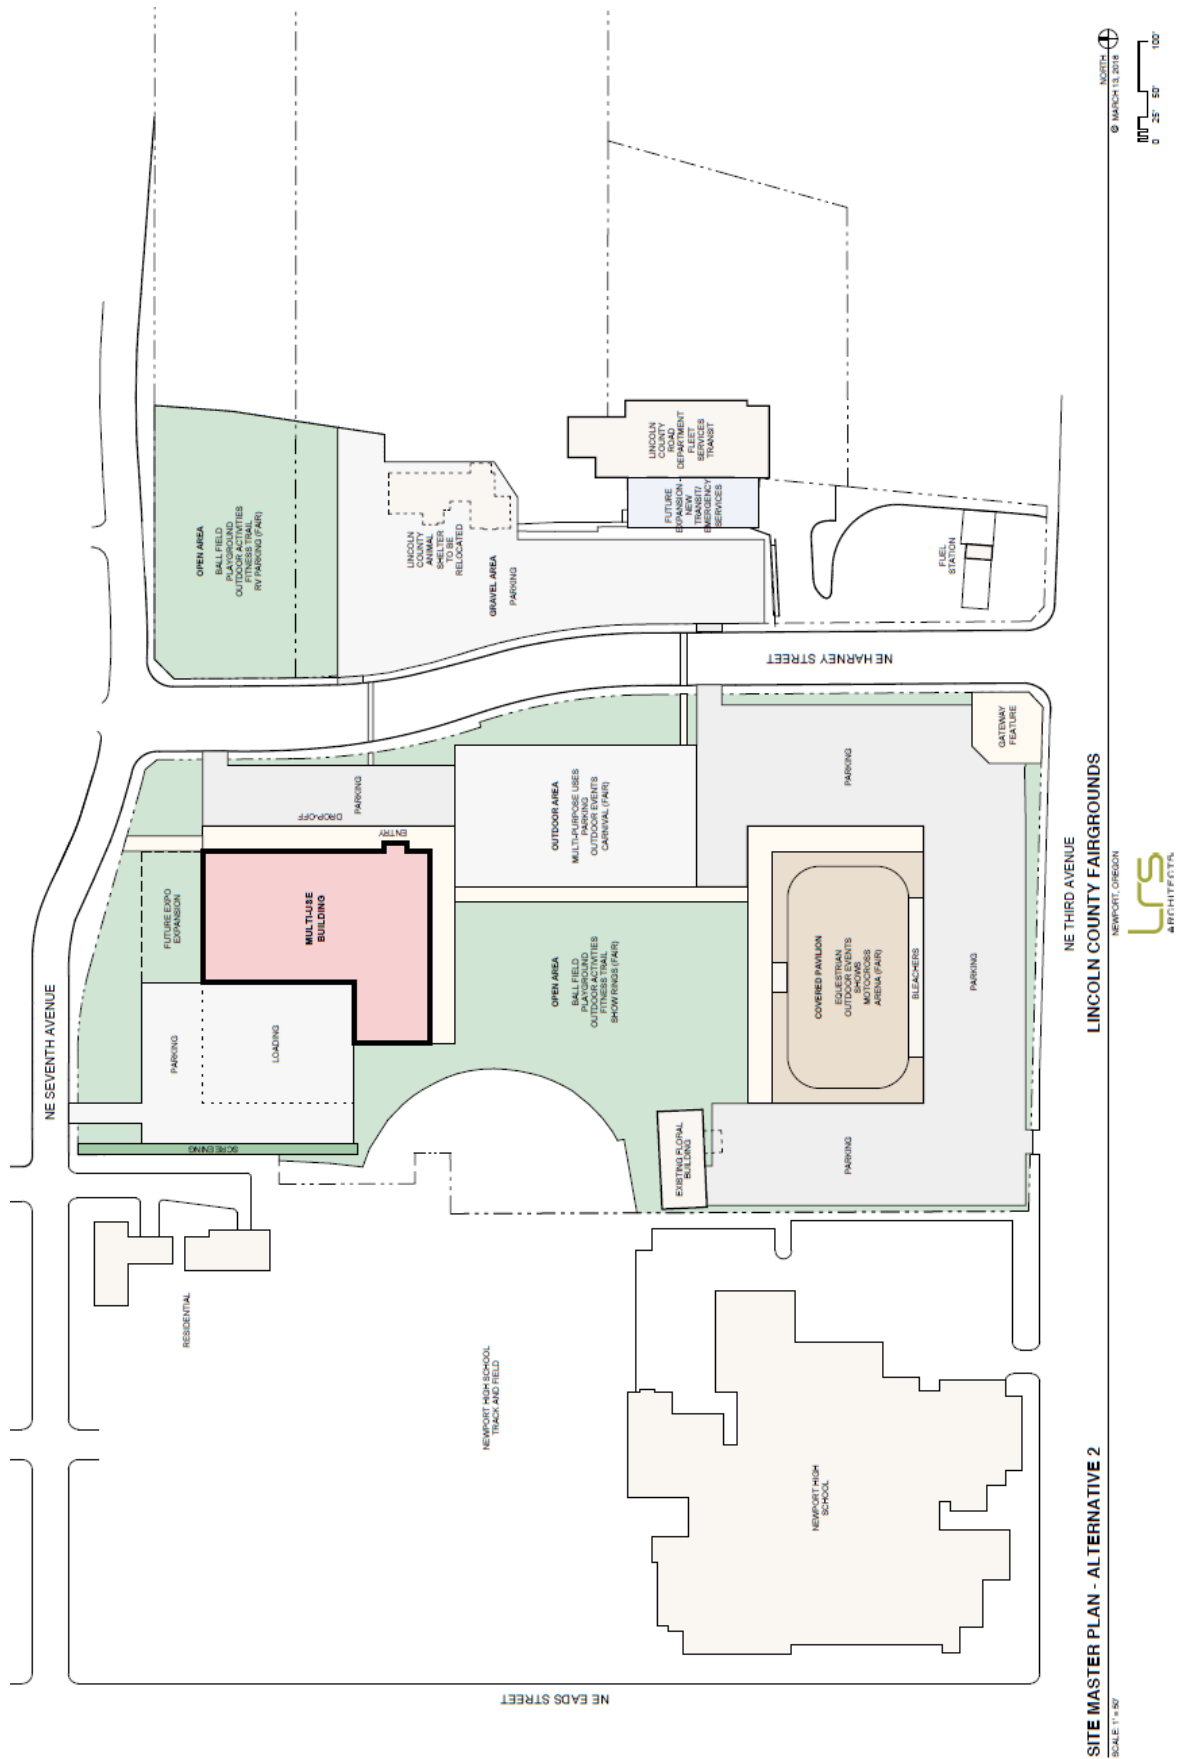 NE SEVENTH AVENUE
RESIDENTIAL
SCREENING
PARKING
LOADING
FUTURE EXPO
EXPANSION
MULTI-USE
BUILDING
ENTRY
DROP-OFF
PARKING
OPEN AREA
BALL FIELD
PLAYGROUND
OUTDOOR ACTIVITIES
FITNESS TRAIL
RV PARKING (FAIR)
LINCOLN
COUNTY
ANIMAL
SHELTER
TO BE
RELOCATED
GRAVEL AREA
PARKING
NE EADS STREET
NEWPORT HIGH SCHOOL
TRACK AND FIELD
OPEN AREA
BALL FIELD
PLAYGROUND
OUTDOOR ACTIVITIES
FITNESS TRAIL
SHOW RINGS (FAIR)
OUTDOOR AREA
MULTI-PURPOSE USES
PARKING
OUTDOOR EVENTS
CARNIVAL (FAIR)
LINCOLN
COUNTY
ROAD
DEPARTMENT
FLEET
SERVICES
TRANSIT
FUTURE
EXPANSION -
NEW
TRANSIT/
EMERGENCY
SERVICES
EXISTING FLORAL
BUILDING
NEWPORT HIGH
SCHOOL
PARKING
COVERED PAVILION
EQUESTRIAN
OUTDOOR EVENTS
SHOWS
MOTOCROSS
ARENA (FAIR)
BLEACHERS
PARKING
PARKING
NE HARNEY STREET
GATEWAY
FEATURE
FUEL
STATION
NE THIRD AVENUE
SITE MASTER PLAN - ALTERNATIVE 2
SCALE: 1" = 50'
LINCOLN COUNTY FAIRGROUNDS
NEWPORT, OREGON
LRS
ARCHITECTS
NORTH
© MARCH 13, 2018
0 25' 50' 100'